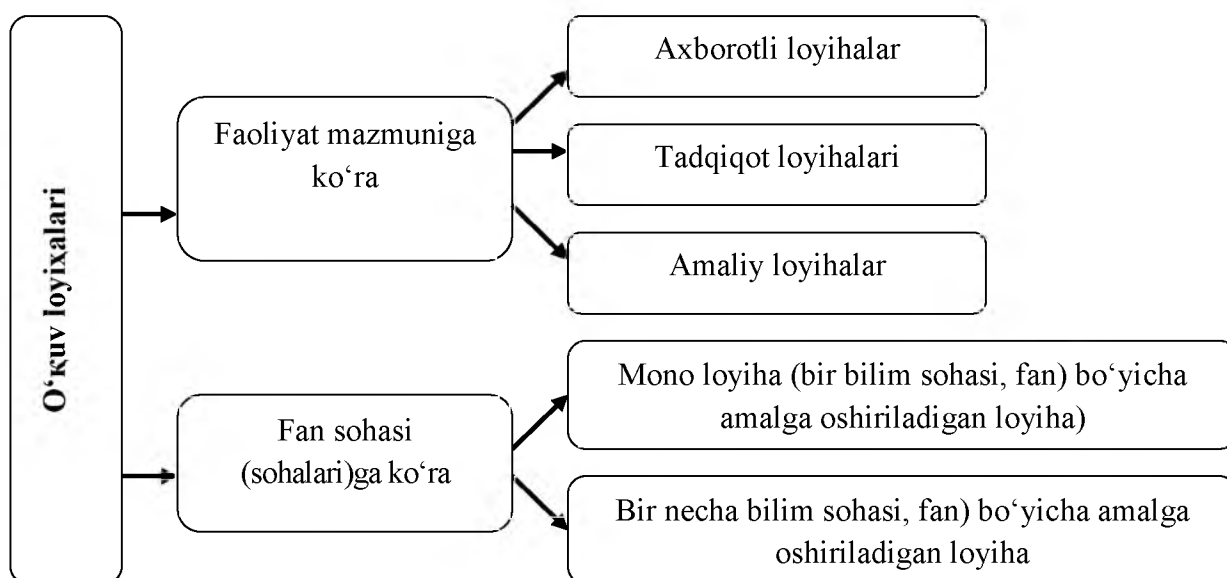 O‘quv loyixalari
Faoliyat mazmuniga
ko‘ra
Axborotli loyihalar
Tadqiqot loyihalari
Amaliy loyihalar
Fan sohasi
(sohalari)ga ko‘ra
Mono loyiha (bir bilim sohasi, fan) bo‘yicha
amalga oshiriladigan loyiha)
Bir necha bilim sohasi, fan) bo‘yicha amalga
oshiriladigan loyiha